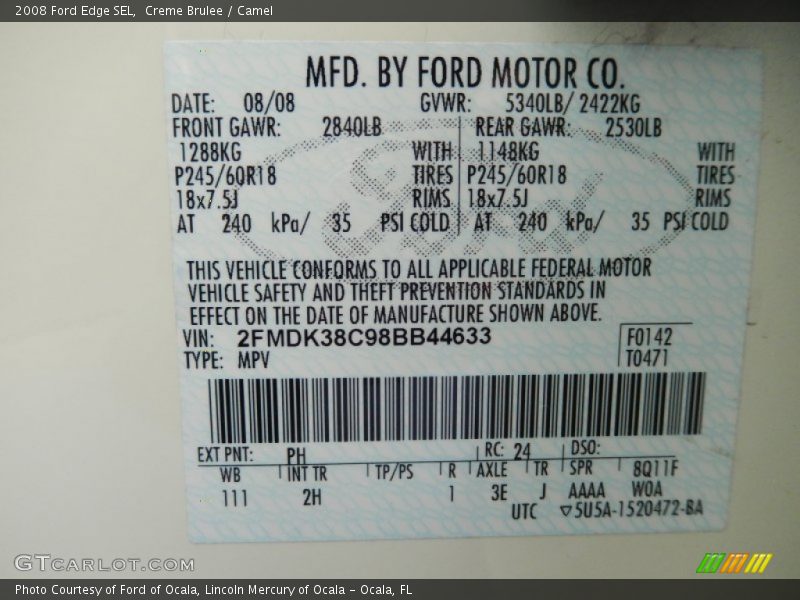 2008 Ford Edge SEL, Creme Brulee / Camel
MFD. BY FORD MOTOR CO.
DATE: 08/08 GVWR: 5340LB/ 2422KG
FRONT GAWR: 2840LB REAR GAWR: 2530LB
1288KG WITH 1148KG WITH
P245/60R18 TIRES P245/60R18 TIRES
18x7.5J RIMS 18x7.5J RIMS
AT 240 kPa/ 35 PSI COLD AT 240 kPa/ 35 PSI COLD
Ford
THIS VEHICLE CONFORMS TO ALL APPLICABLE FEDERAL MOTOR
VEHICLE SAFETY AND THEFT PREVENTION STANDARDS IN
EFFECT ON THE DATE OF MANUFACTURE SHOWN ABOVE.
VIN: 2FMDK38C98BB44633 F0142
TYPE: MPV T0471
EXT PNT: PH RC: 24 DSO:
WB INT TR TP/PS R AXLE TR SPR 8Q11F
111 2H 1 3E J AAAA WOA
UTC ▽5U5A-1520472-BA
GTCARLOT.COM
Photo Courtesy of Ford of Ocala, Lincoln Mercury of Ocala – Ocala, FL